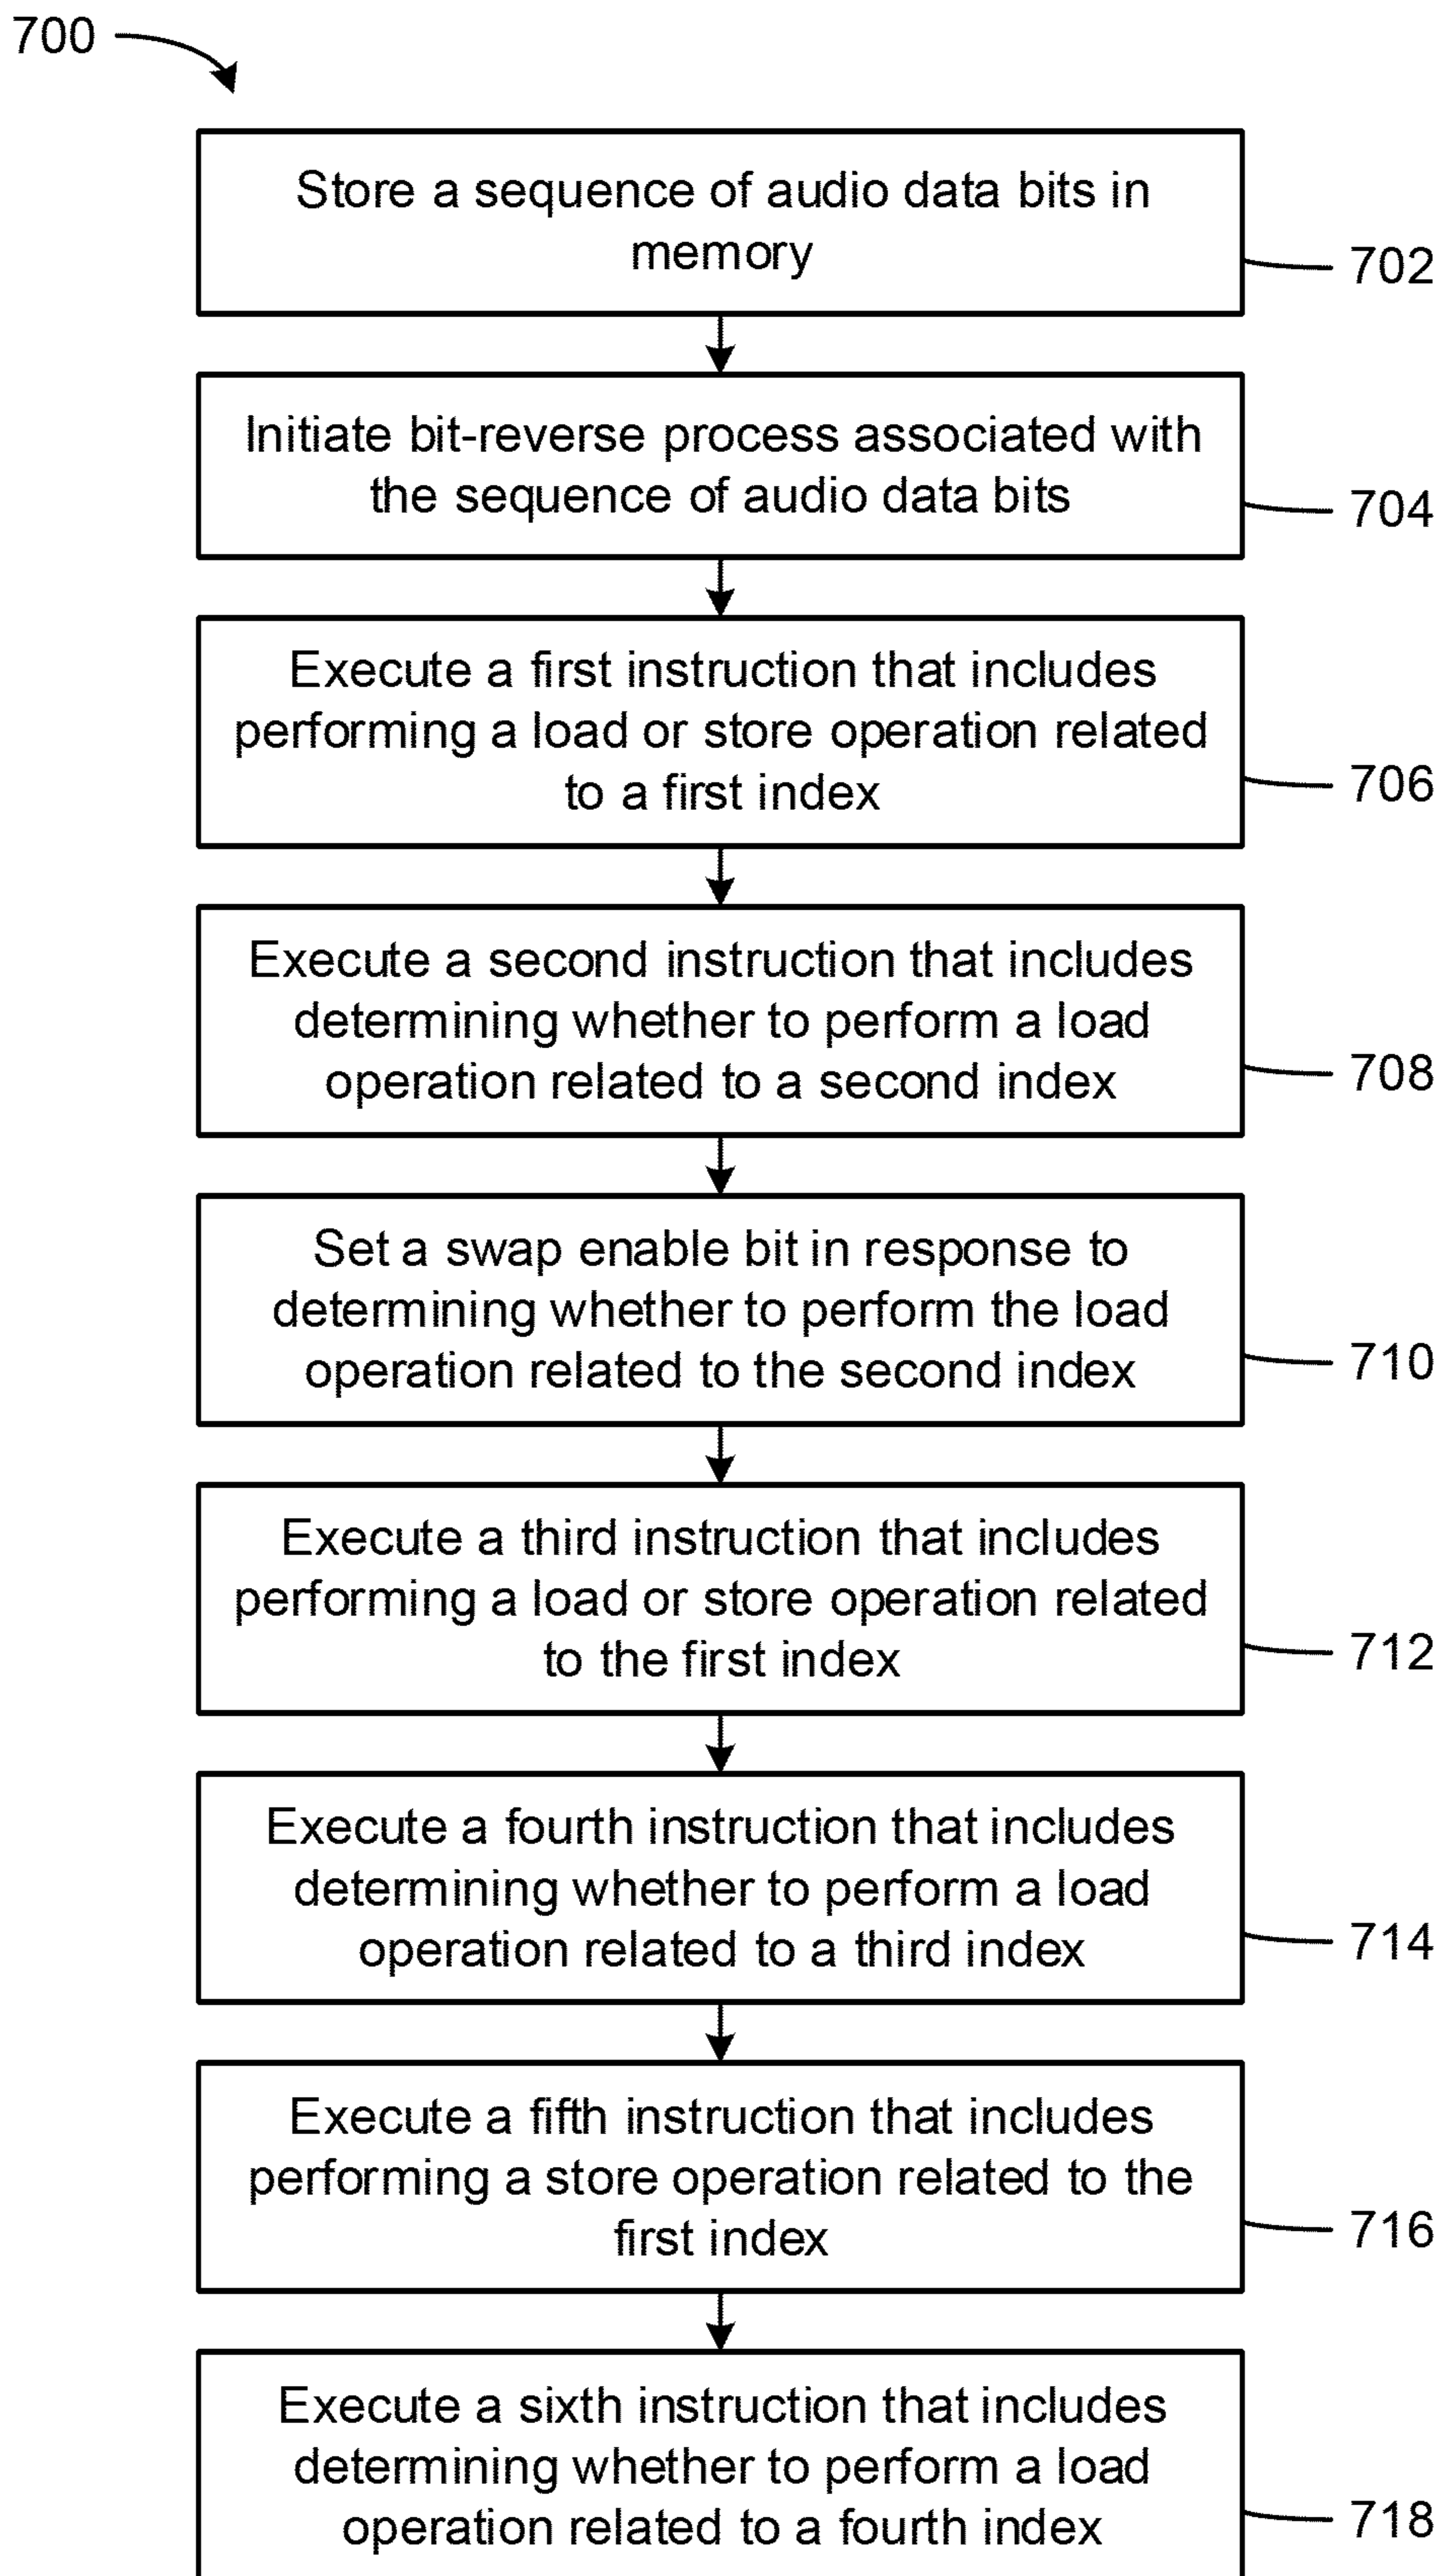 700
Store a sequence of audio data bits in
memory
702
Initiate bit-reverse process associated with
the sequence of audio data bits
704
Execute a first instruction that includes
performing a load or store operation related
to a first index
706
Execute a second instruction that includes
determining whether to perform a load
operation related to a second index
708
Set a swap enable bit in response to
determining whether to perform the load
operation related to the second index
710
Execute a third instruction that includes
performing a load or store operation related
to the first index
712
Execute a fourth instruction that includes
determining whether to perform a load
operation related to a third index
714
Execute a fifth instruction that includes
performing a store operation related to the
first index
716
Execute a sixth instruction that includes
determining whether to perform a load
operation related to a fourth index
718